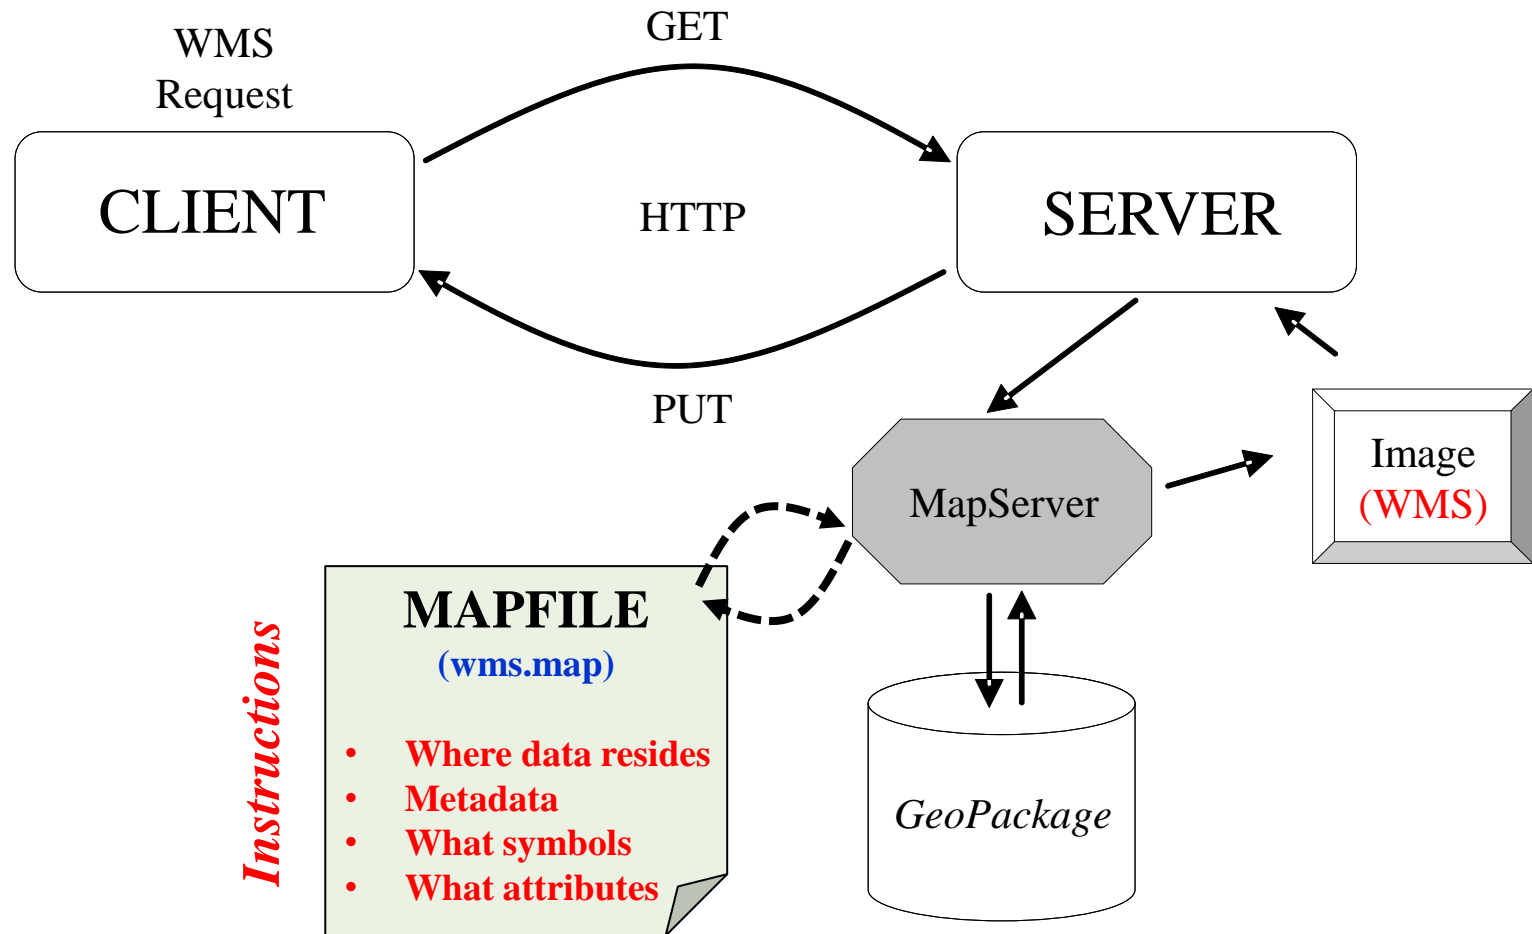 WMS
Request
GET
CLIENT
HTTP
SERVER
PUT
MapServer
Image
(WMS)
Instructions
MAPFILE
(wms.map)
• Where data resides
• Metadata
• What symbols
• What attributes
GeoPackage